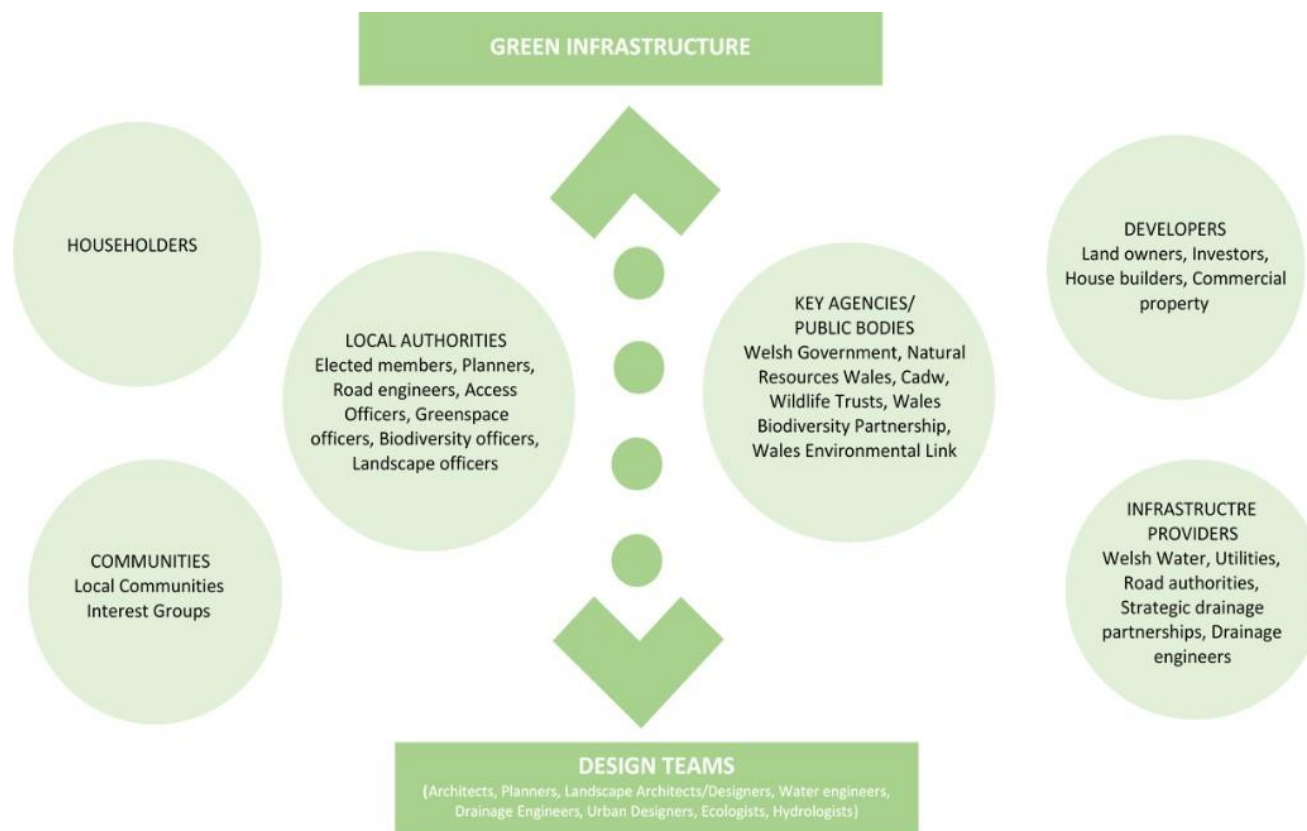 GREEN INFRASTRUCTURE
HOUSEHOLDERS
LOCAL AUTHORITIES
Elected members, Planners,
Road engineers, Access
Officers, Greenspace
officers, Biodiversity officers,
Landscape officers
KEY AGENCIES/
PUBLIC BODIES
Welsh Government, Natural
Resources Wales, Cadw,
Wildlife Trusts, Wales
Biodiversity Partnership,
Wales Environmental Link
DEVELOPERS
Land owners, Investors,
House builders, Commercial
property
COMMUNITIES
Local Communities
Interest Groups
INFRASTRUCTRE
PROVIDERS
Welsh Water, Utilities,
Road authorities,
Strategic drainage
partnerships, Drainage
engineers
DESIGN TEAMS
(Architects, Planners, Landscape Architects/Designers, Water engineers,
Drainage Engineers, Urban Designers, Ecologists, Hydrologists)